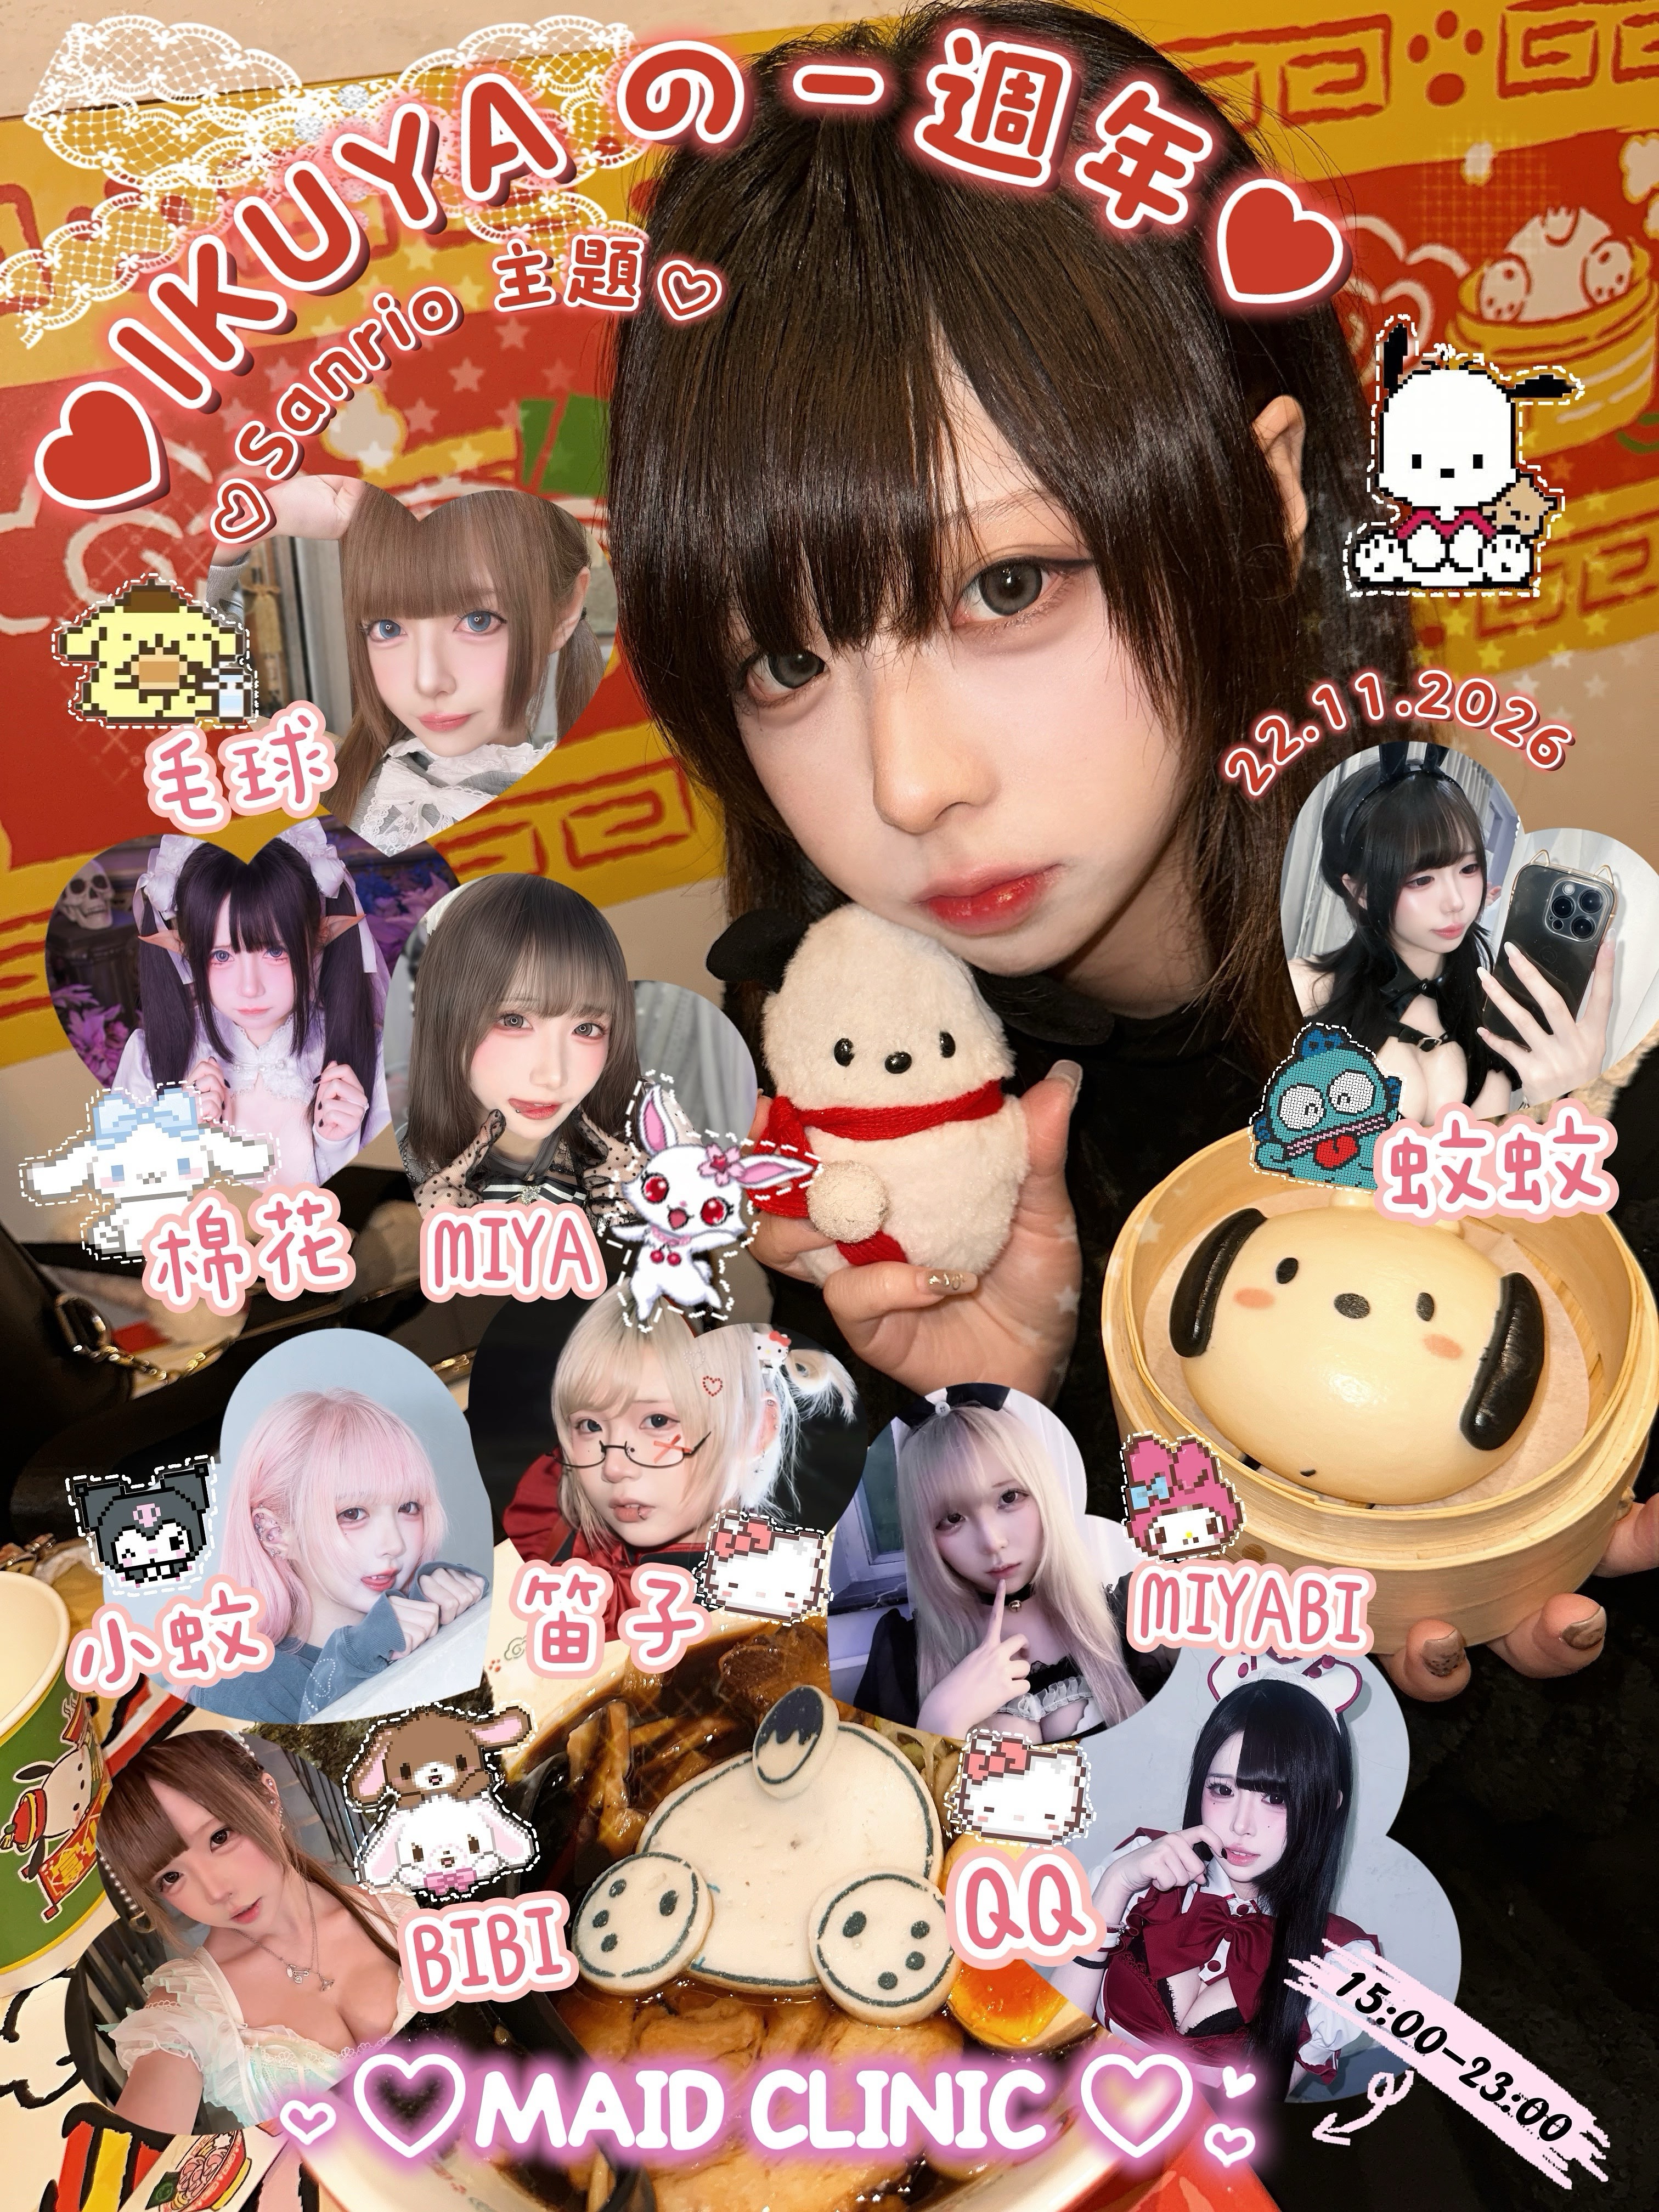 IKUYAの一週年
Sanrio 主題
22.11.2026
毛球
棉花
MIYA
蚊蚊
小蚊
笛子
MIYABI
BIBI
QQ
15:00-23:00
MAID CLINIC